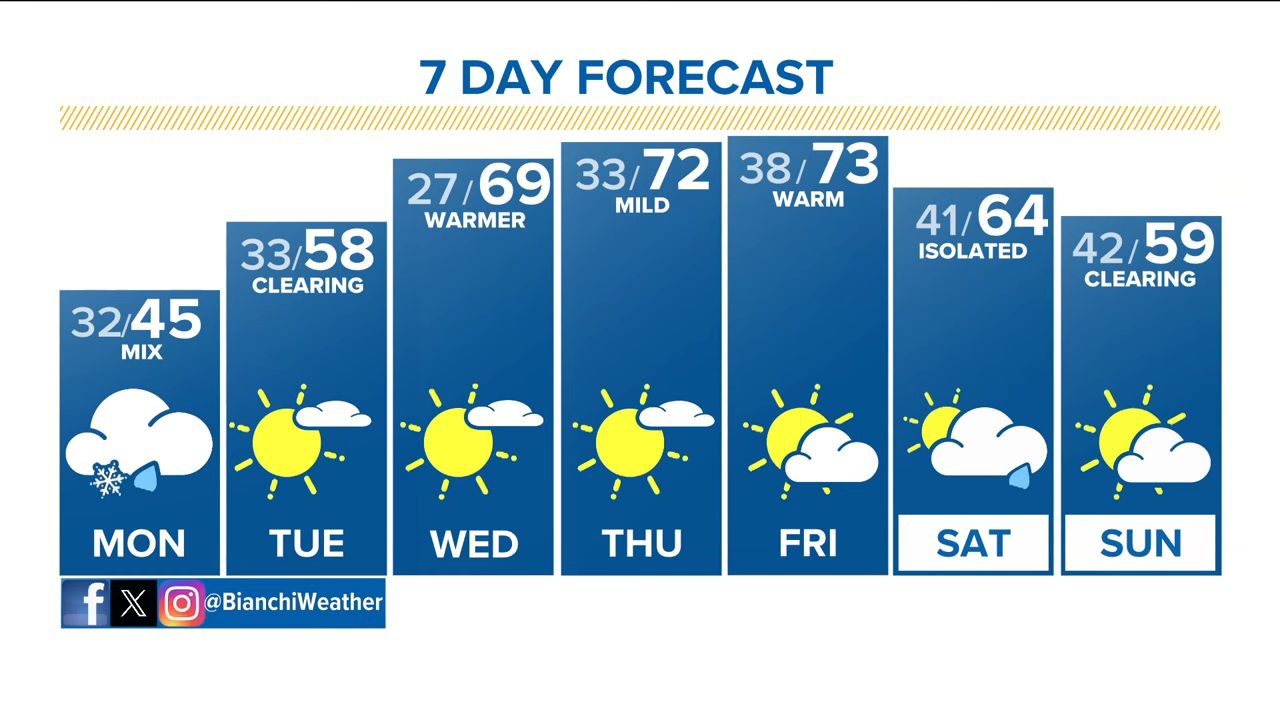 7 DAY FORECAST
32/45
MIX
MON
33/58
CLEARING
TUE
27/69
WARMER
WED
33/72
MILD
THU
38/73
WARM
FRI
41/64
ISOLATED
SAT
42/59
CLEARING
SUN
f X @BianchiWeather